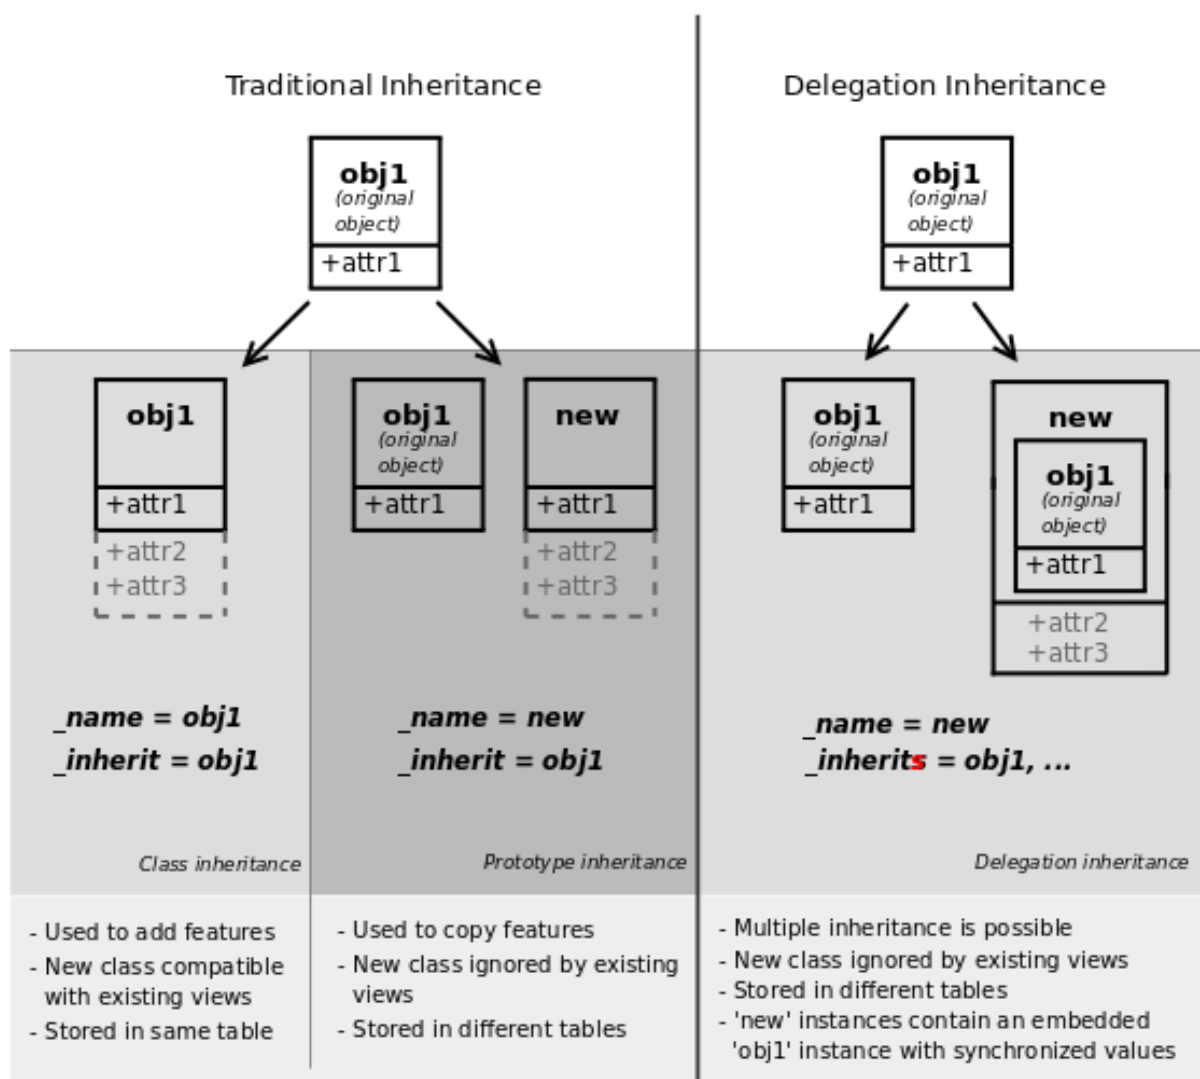 Traditional Inheritance
obj1
(original
object)
+attr1
obj1
+attr1
+attr2
+attr3
_name = obj1
_inherit = obj1
Class inheritance
- Used to add features
- New class compatible
with existing views
- Stored in same table
obj1
(original
object)
+attr1
new
+attr1
+attr2
+attr3
_name = new
_inherit = obj1
Prototype inheritance
- Used to copy features
- New class ignored by existing
views
- Stored in different tables
Delegation Inheritance
obj1
(original
object)
+attr1
obj1
(original
object)
+attr1
new
obj1
(original
object)
+attr1
+attr2
+attr3
_name = new
_inherits = obj1, ...
Delegation inheritance
- Multiple inheritance is possible
- New class ignored by existing views
- Stored in different tables
- 'new' instances contain an embedded
'obj1' instance with synchronized values